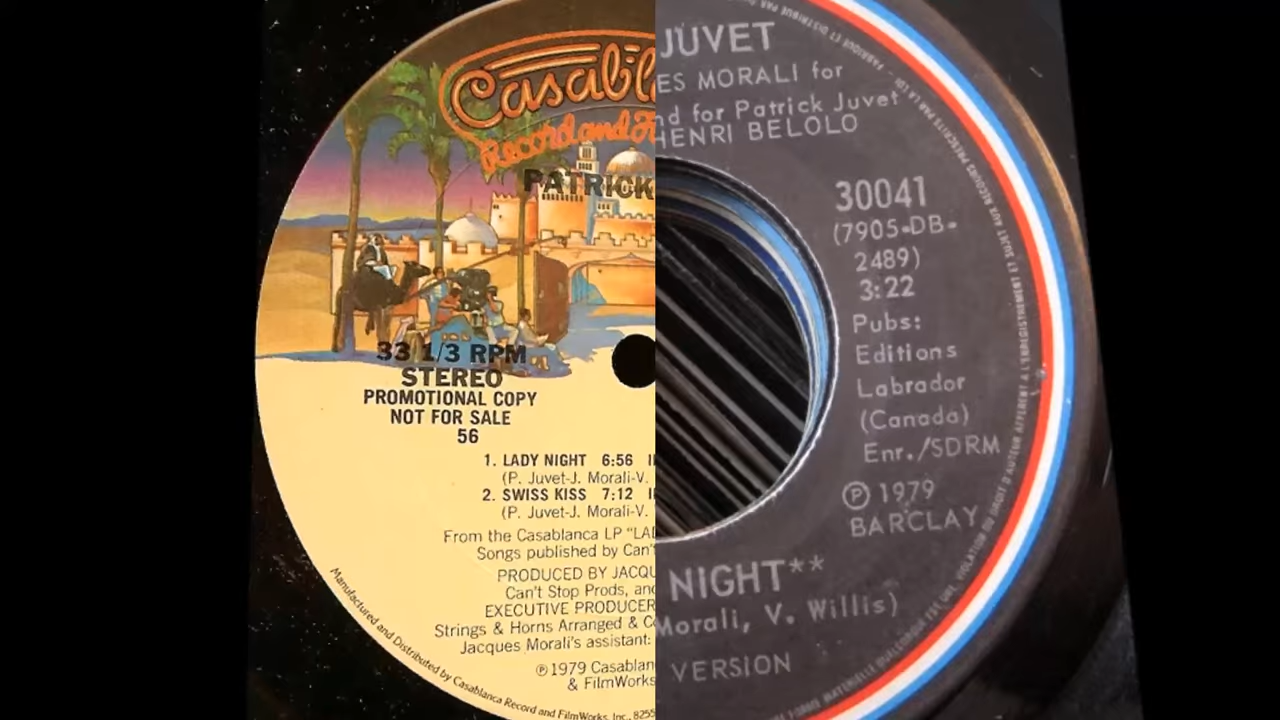 Casabl
Record and F
PATRICK
33 1/3 RPM
STEREO
PROMOTIONAL COPY
NOT FOR SALE
56
1. LADY NIGHT 6:56
(P. Juvet-J. Morali-V.
2. SWISS KISS 7:12
(P. Juvet-J. Morali-V.
From the Casablanca LP "LAD
Songs published by Can't
PRODUCED BY JACQU
Can't Stop Prods, and
EXECUTIVE PRODUCER
Strings & Horns Arranged & Co
Jacques Morali's assistant:
℗1979 Casablan
& FilmWorks
Manufactured and Distributed by Casablanca Record and FilmWorks, Inc., 8255
JUVET
ES MORALI for
nd for Patrick Juvet
HENRI BELOLO
30041
(7905-DB-
2489)
3:22
Pubs:
Editions
Labrador
(Canada)
Enr./SDRM
℗ 1979
BARCLAY
NIGHT**
Morali, V. Willis)
VERSION